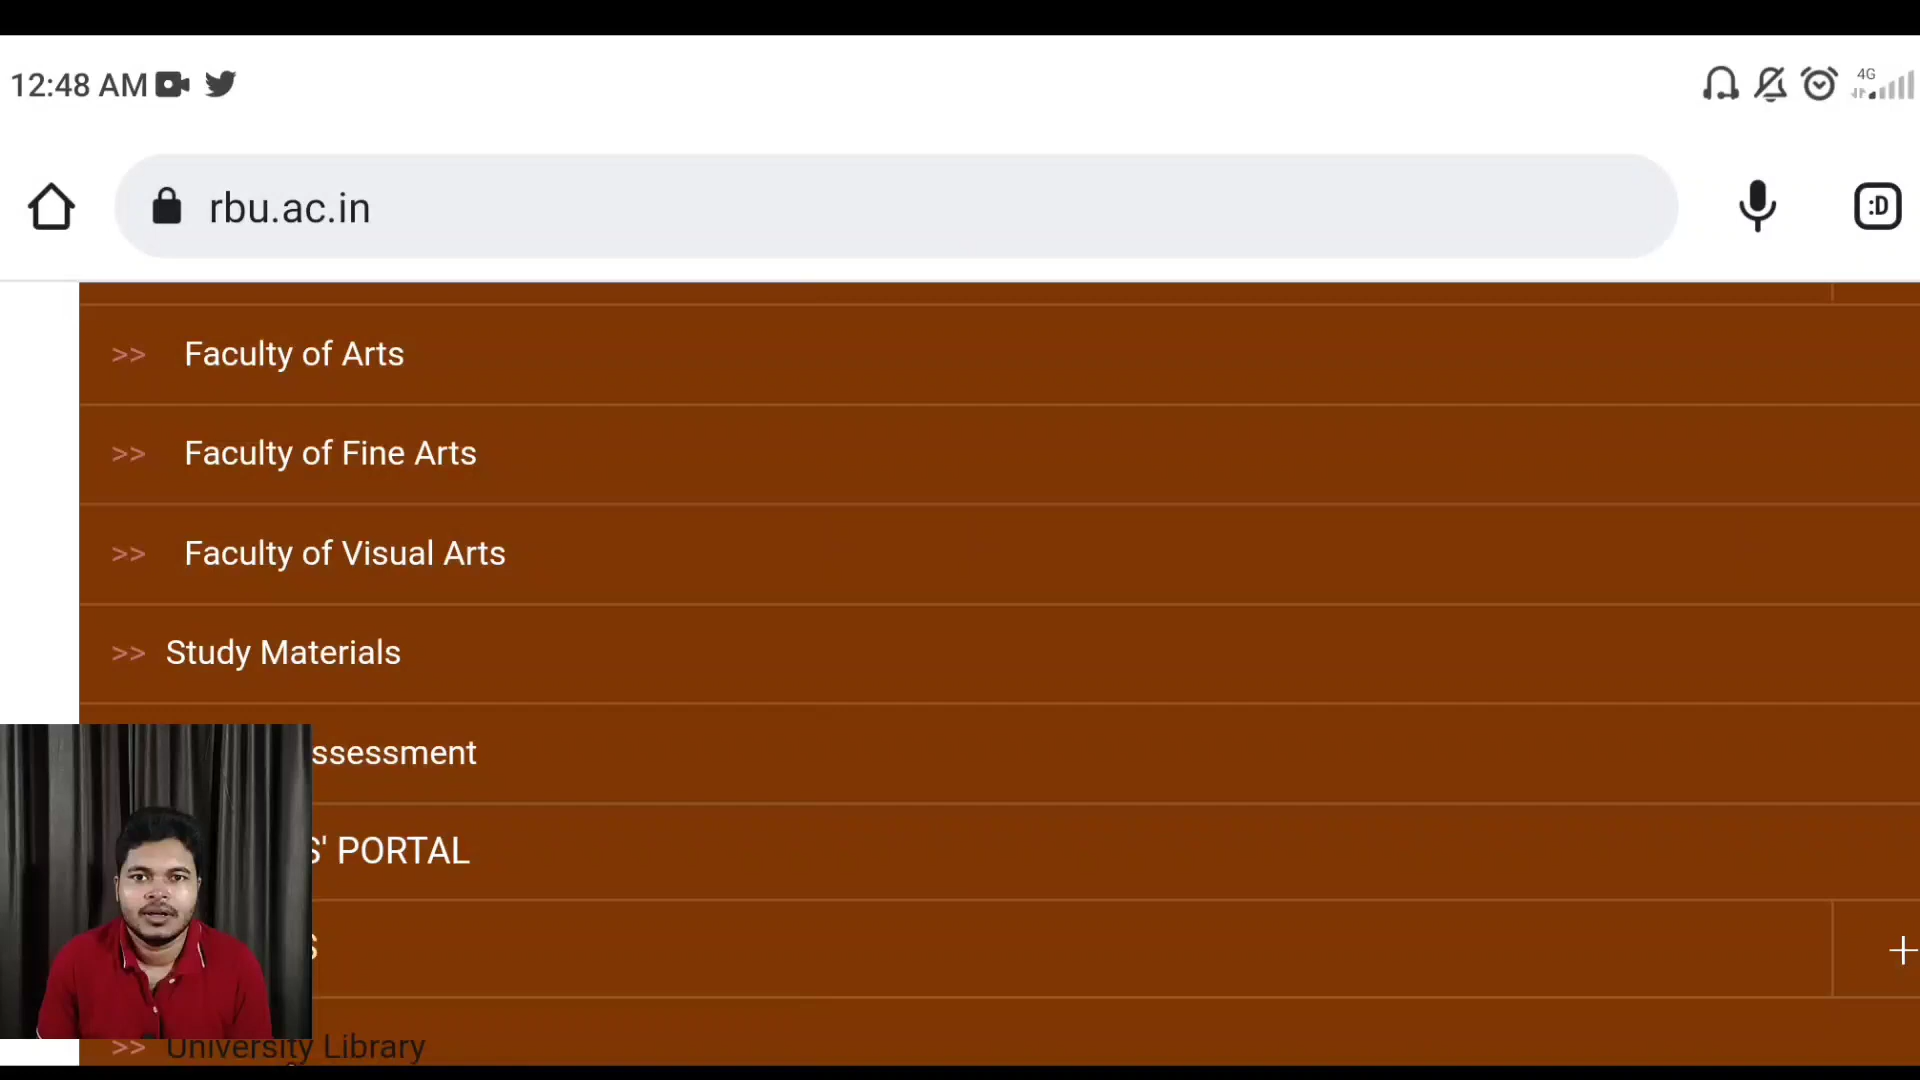 12:48 AM
4G
rbu.ac.in
:D
>> Faculty of Arts
>> Faculty of Fine Arts
>> Faculty of Visual Arts
>> Study Materials
ssessment
S' PORTAL
S
+
>> University Library